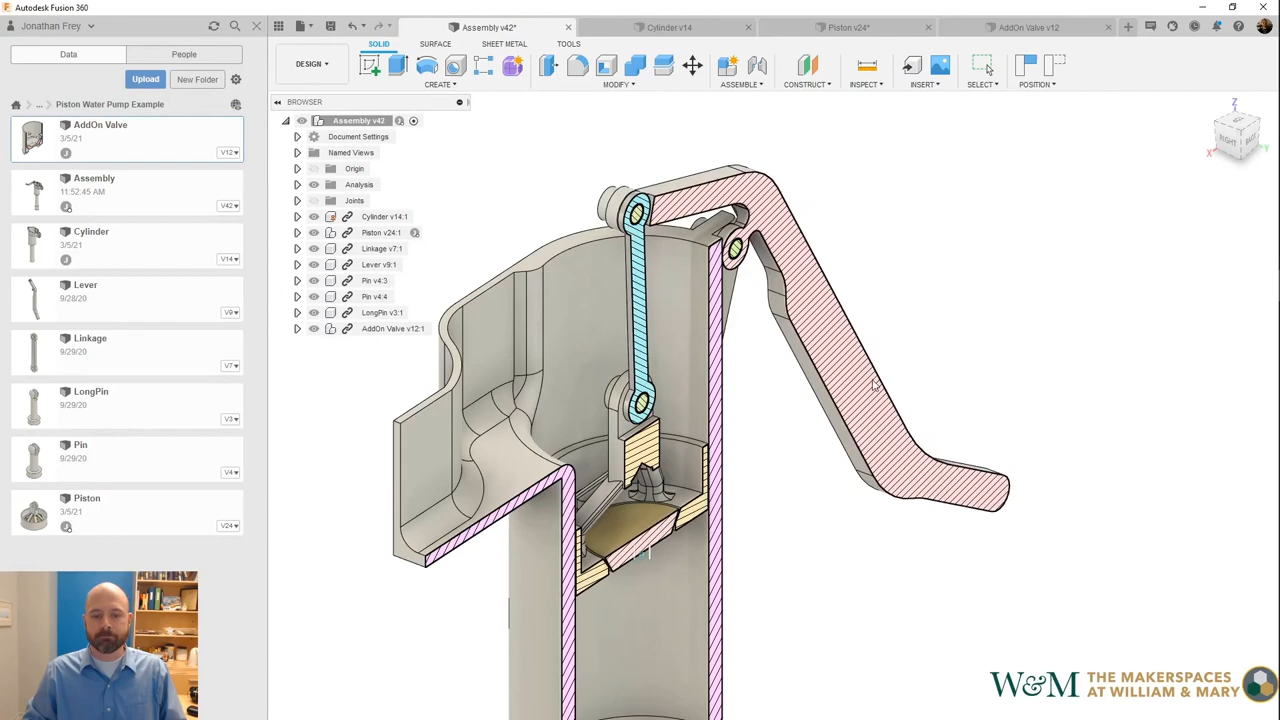 Autodesk Fusion 360
Jonathan Frey
Assembly v42*
Cylinder v14
Piston v24*
AddOn Valve v12
Data
People
SOLID
SURFACE
SHEET METAL
TOOLS
DESIGN
CREATE
MODIFY
ASSEMBLE
CONSTRUCT
INSPECT
INSERT
SELECT
POSITION
Upload
New Folder
... Piston Water Pump Example
AddOn Valve
3/5/21
V12
Assembly
11:52:45 AM
V42
Cylinder
3/5/21
V14
Lever
9/28/20
V9
Linkage
9/29/20
V7
LongPin
9/29/20
V3
Pin
9/29/20
V4
Piston
3/5/21
V24
BROWSER
Assembly v42
Document Settings
Named Views
Origin
Analysis
Joints
Cylinder v14:1
Piston v24:1
Linkage v7:1
Lever v9:1
Pin v4:3
Pin v4:4
LongPin v3:1
AddOn Valve v12:1
Z
RIGHT
BACK
X
Y
W&M THE MAKERSPACES
AT WILLIAM & MARY